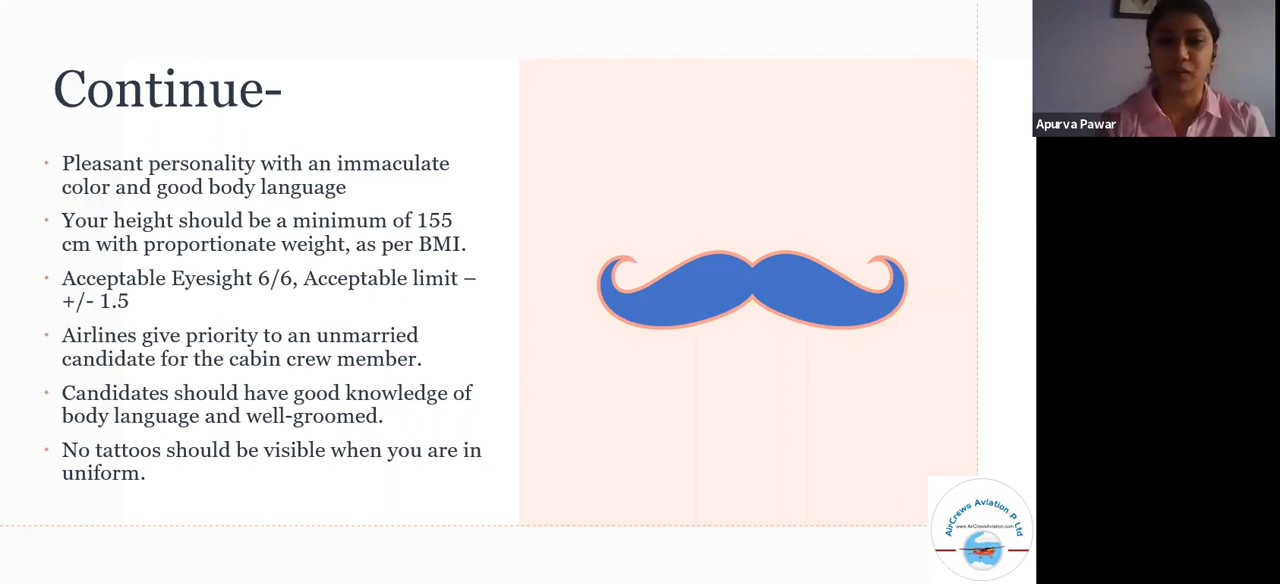 Continue-
Pleasant personality with an immaculate
color and good body language
Your height should be a minimum of 155
cm with proportionate weight, as per BMI.
Acceptable Eyesight 6/6, Acceptable limit –
+/- 1.5
Airlines give priority to an unmarried
candidate for the cabin crew member.
Candidates should have good knowledge of
body language and well-groomed.
No tattoos should be visible when you are in
uniform.
Apurva Pawar
AirCrews Aviation P Ltd
www.AirCrewsAviation.com